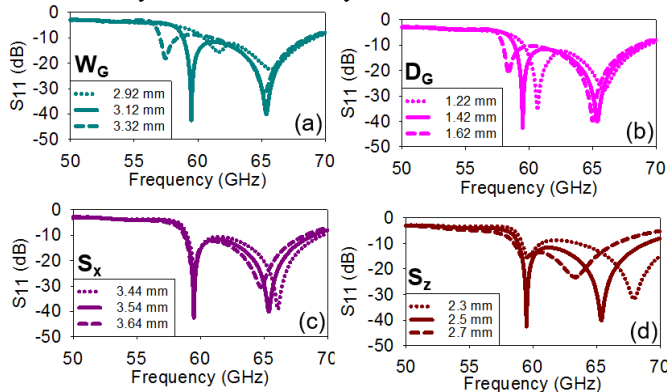 0
-10
-20
-30
-40
-50
S11 (dB)
W_G
2.92 mm
3.12 mm
3.32 mm
(a)
50 55 60 65 70
Frequency (GHz)
0
-10
-20
-30
-40
-50
S11 (dB)
D_G
1.22 mm
1.42 mm
1.62 mm
(b)
50 55 60 65 70
Frequency (GHz)
0
-10
-20
-30
-40
-50
S11 (dB)
S_x
3.44 mm
3.54 mm
3.64 mm
(c)
50 55 60 65 70
Frequency (GHz)
0
-10
-20
-30
-40
-50
S11 (dB)
S_z
2.3 mm
2.5 mm
2.7 mm
(d)
50 55 60 65 70
Frequency (GHz)